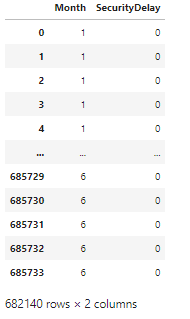 Month SecurityDelay
0 1 0
1 1 0
2 1 0
3 1 0
4 1 0
... ... ...
685729 6 0
685730 6 0
685731 6 0
685732 6 0
685733 6 0
682140 rows × 2 columns